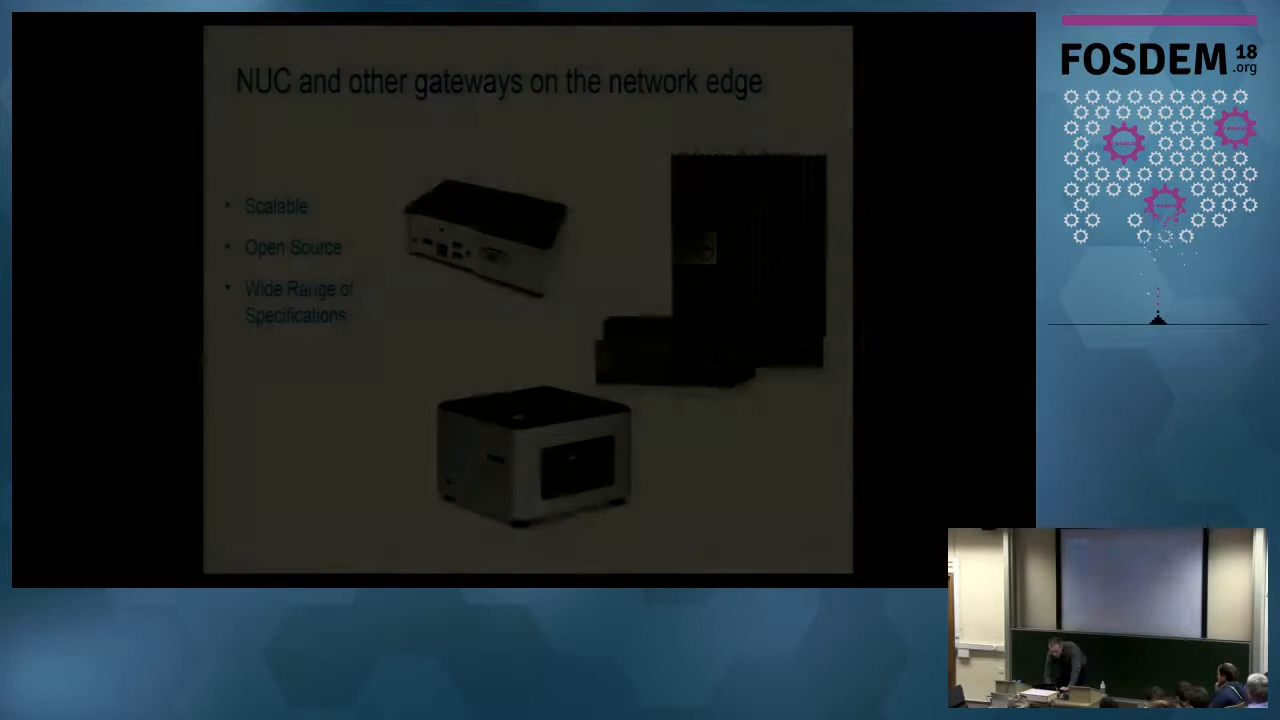 NUC and other gateways on the network edge
• Scalable
• Open Source
• Wide Range of
Specifications
FOSDEM 18
.org